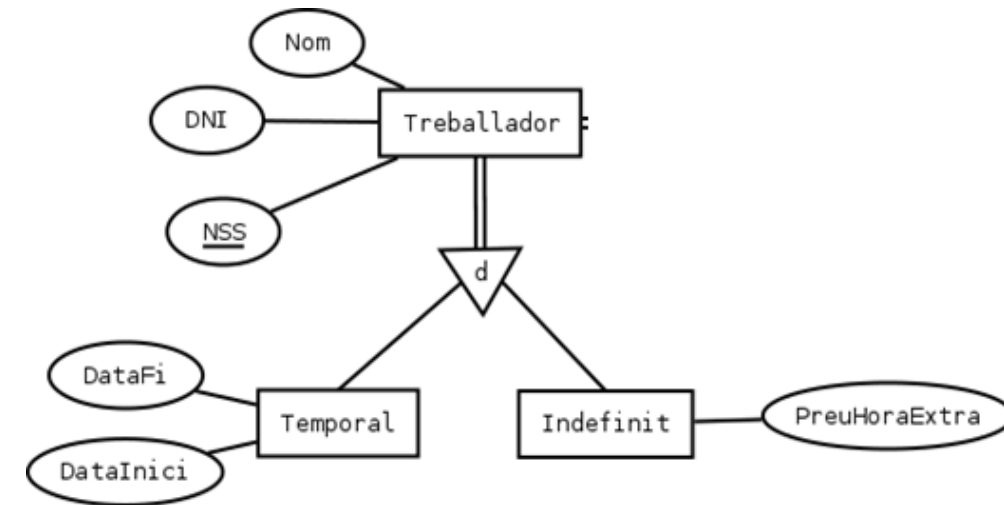 Nom
DNI
Treballador
NSS
d
DataFi
Temporal
Indefinit
PreuHoraExtra
DataInici